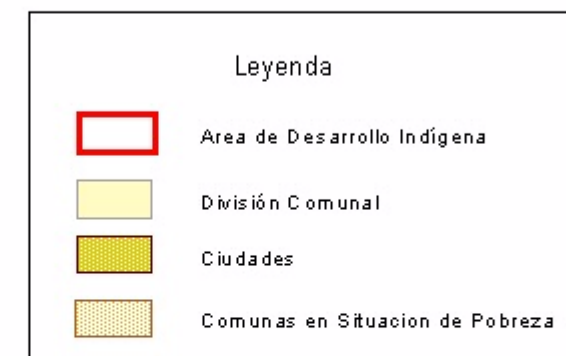 Leyenda
Area de Desarrollo Indígena
División Comunal
Ciudades
Comunas en Situacion de Pobreza